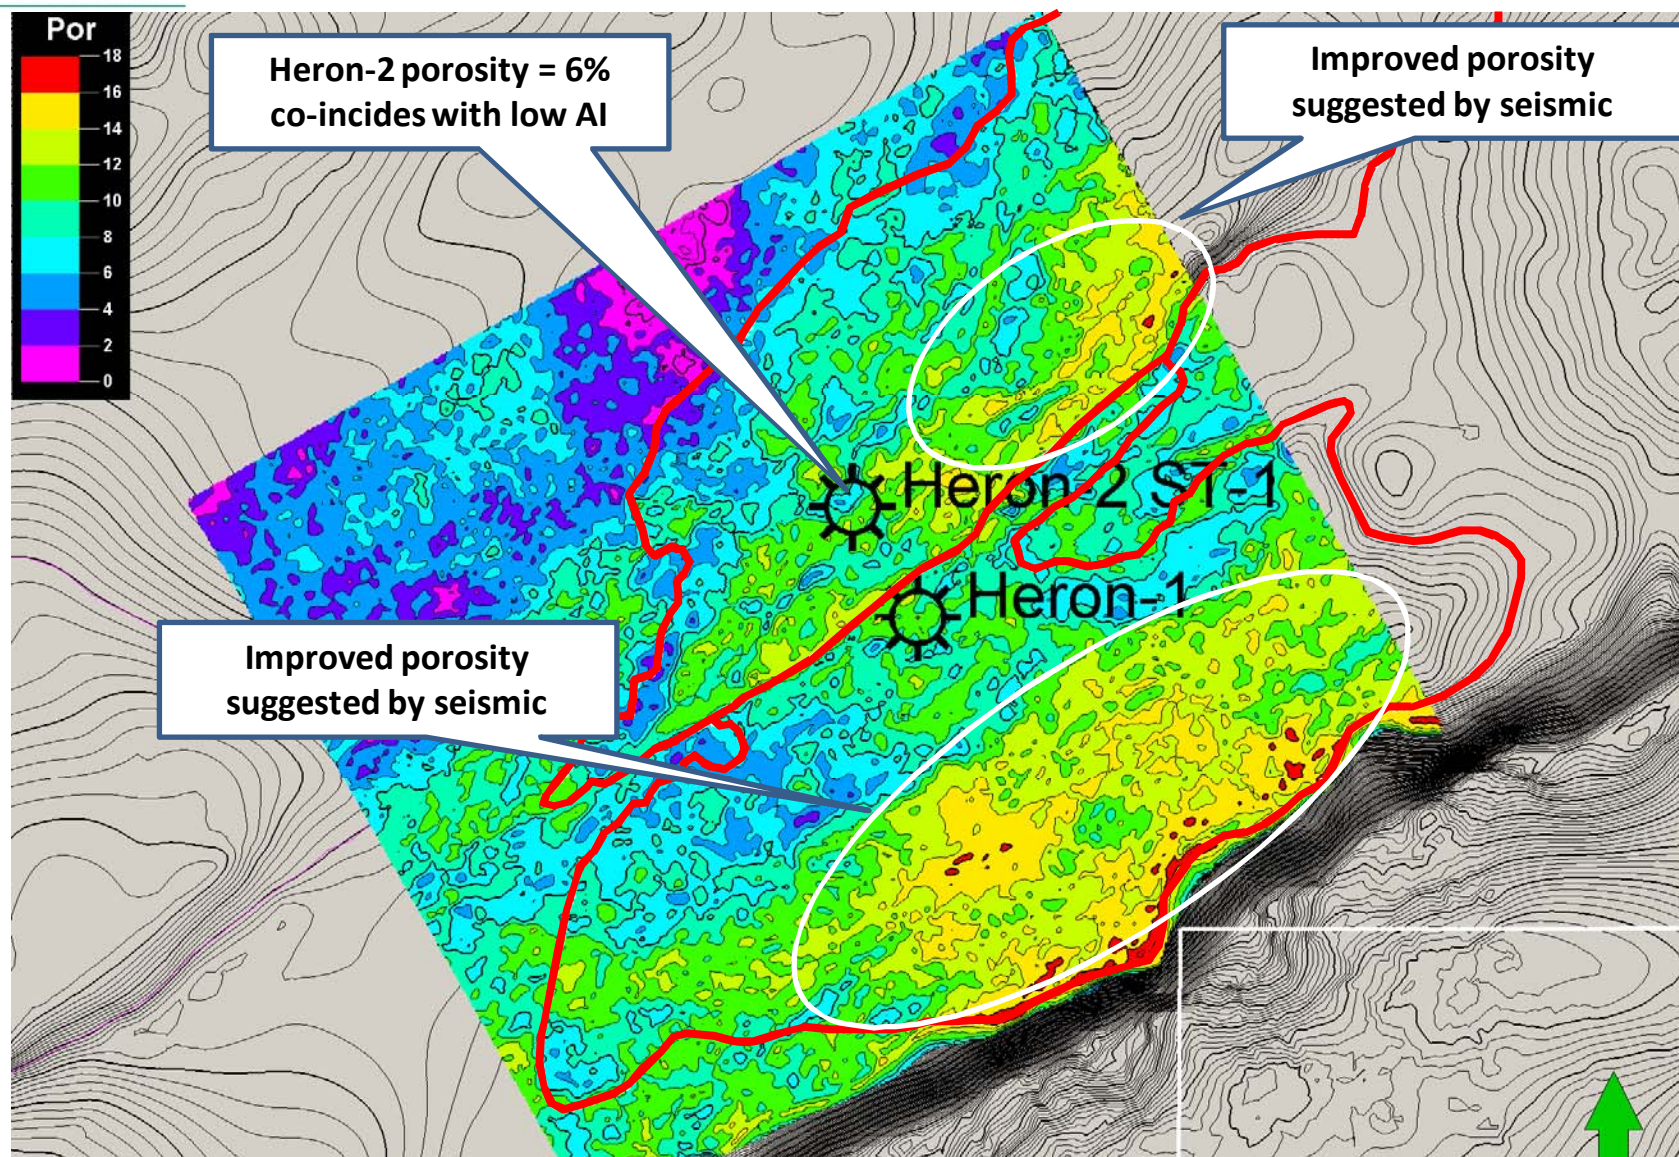 Por
18
16
14
12
10
8
6
4
2
0
Heron-2 porosity = 6%
co-incides with low AI
Improved porosity
suggested by seismic
Heron-2 ST-1
Heron-1
Improved porosity
suggested by seismic